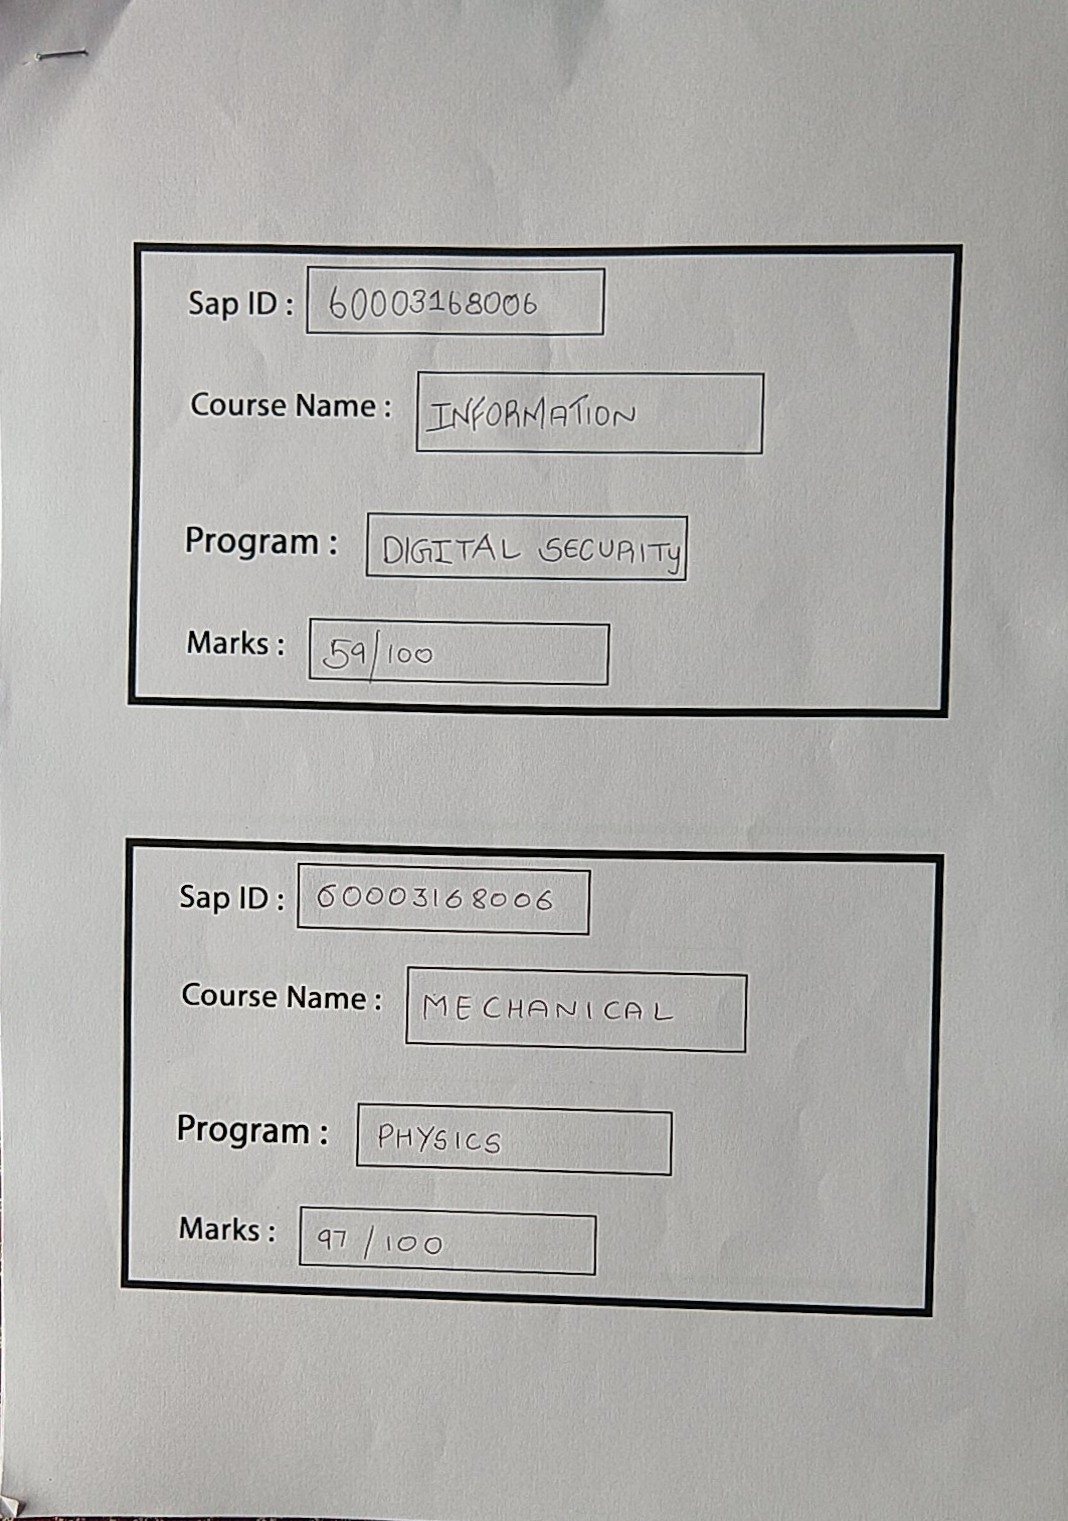 Sap ID : 60003168006
Course Name : INFORMATION
Program : DIGITAL SECURITy
Marks : 59/100
Sap ID : 60003168006
Course Name : MECHANICAL
Program : PHYSICS
Marks : 97 / 100